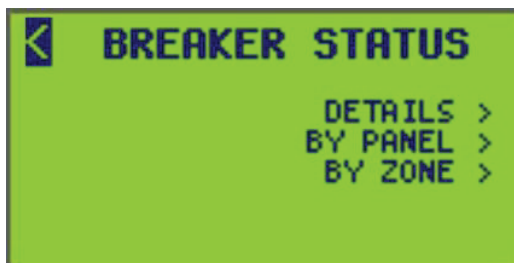 < BREAKER STATUS
DETAILS >
BY PANEL >
BY ZONE >